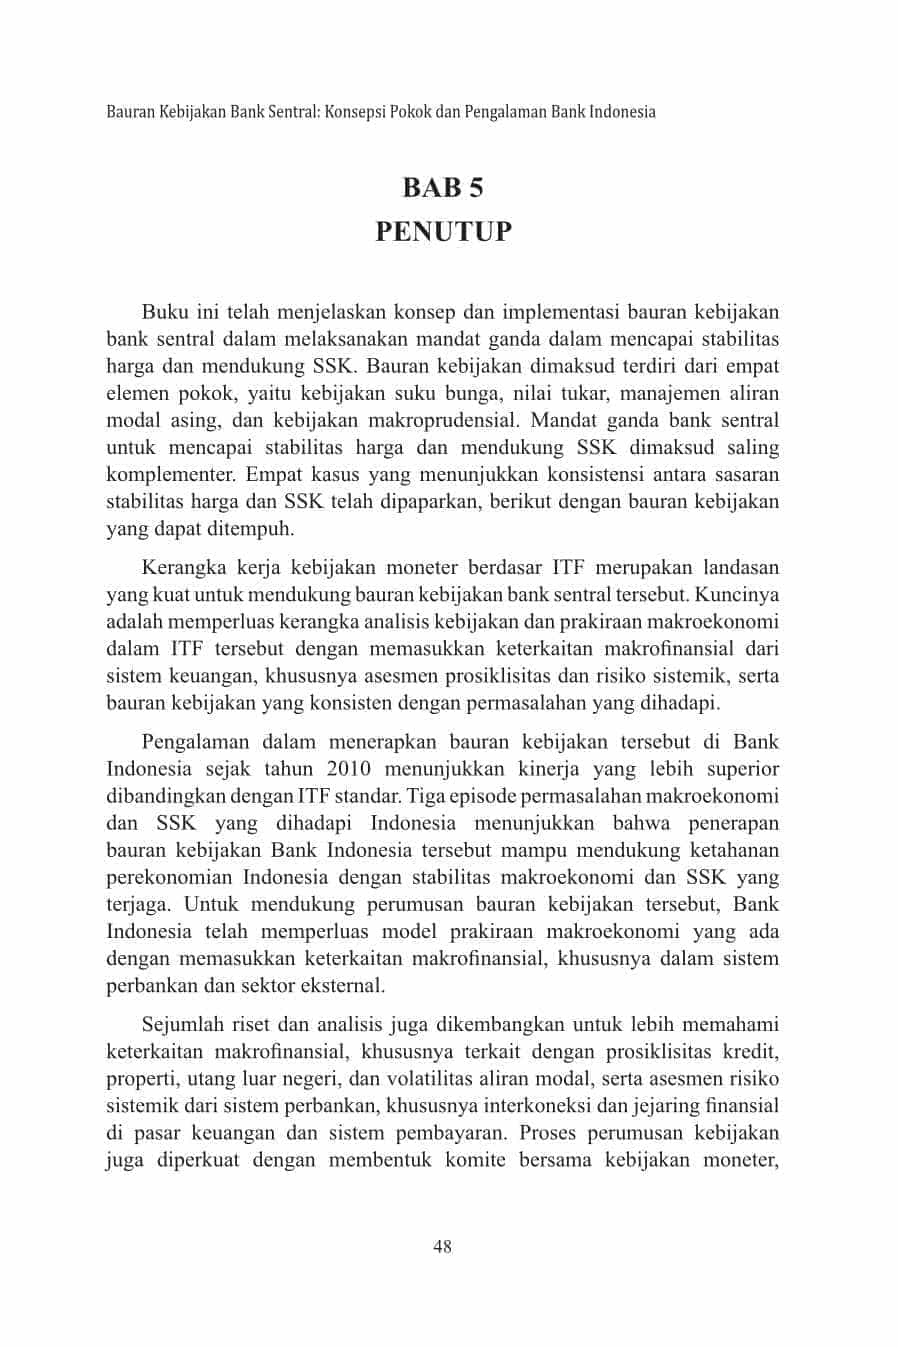 Bauran Kebijakan Bank Sentral: Konsepsi Pokok dan Pengalaman Bank Indonesia
BAB 5
PENUTUP
Buku ini telah menjelaskan konsep dan implementasi bauran kebijakan
bank sentral dalam melaksanakan mandat ganda dalam mencapai stabilitas
harga dan mendukung SSK. Bauran kebijakan dimaksud terdiri dari empat
elemen pokok, yaitu kebijakan suku bunga, nilai tukar, manajemen aliran
modal asing, dan kebijakan makroprudensial. Mandat ganda bank sentral
untuk mencapai stabilitas harga dan mendukung SSK dimaksud saling
komplementer. Empat kasus yang menunjukkan konsistensi antara sasaran
stabilitas harga dan SSK telah dipaparkan, berikut dengan bauran kebijakan
yang dapat ditempuh.
Kerangka kerja kebijakan moneter berdasar ITF merupakan landasan
yang kuat untuk mendukung bauran kebijakan bank sentral tersebut. Kuncinya
adalah memperluas kerangka analisis kebijakan dan prakiraan makroekonomi
dalam ITF tersebut dengan memasukkan keterkaitan makrofinansial dari
sistem keuangan, khususnya asesmen prosiklisitas dan risiko sistemik, serta
bauran kebijakan yang konsisten dengan permasalahan yang dihadapi.
Pengalaman dalam menerapkan bauran kebijakan tersebut di Bank
Indonesia sejak tahun 2010 menunjukkan kinerja yang lebih superior
dibandingkan dengan ITF standar. Tiga episode permasalahan makroekonomi
dan SSK yang dihadapi Indonesia menunjukkan bahwa penerapan
bauran kebijakan Bank Indonesia tersebut mampu mendukung ketahanan
perekonomian Indonesia dengan stabilitas makroekonomi dan SSK yang
terjaga. Untuk mendukung perumusan bauran kebijakan tersebut, Bank
Indonesia telah memperluas model prakiraan makroekonomi yang ada
dengan memasukkan keterkaitan makrofinansial, khususnya dalam sistem
perbankan dan sektor eksternal.
Sejumlah riset dan analisis juga dikembangkan untuk lebih memahami
keterkaitan makrofinansial, khususnya terkait dengan prosiklisitas kredit,
properti, utang luar negeri, dan volatilitas aliran modal, serta asesmen risiko
sistemik dari sistem perbankan, khususnya interkoneksi dan jejaring finansial
di pasar keuangan dan sistem pembayaran. Proses perumusan kebijakan
juga diperkuat dengan membentuk komite bersama kebijakan moneter,
48